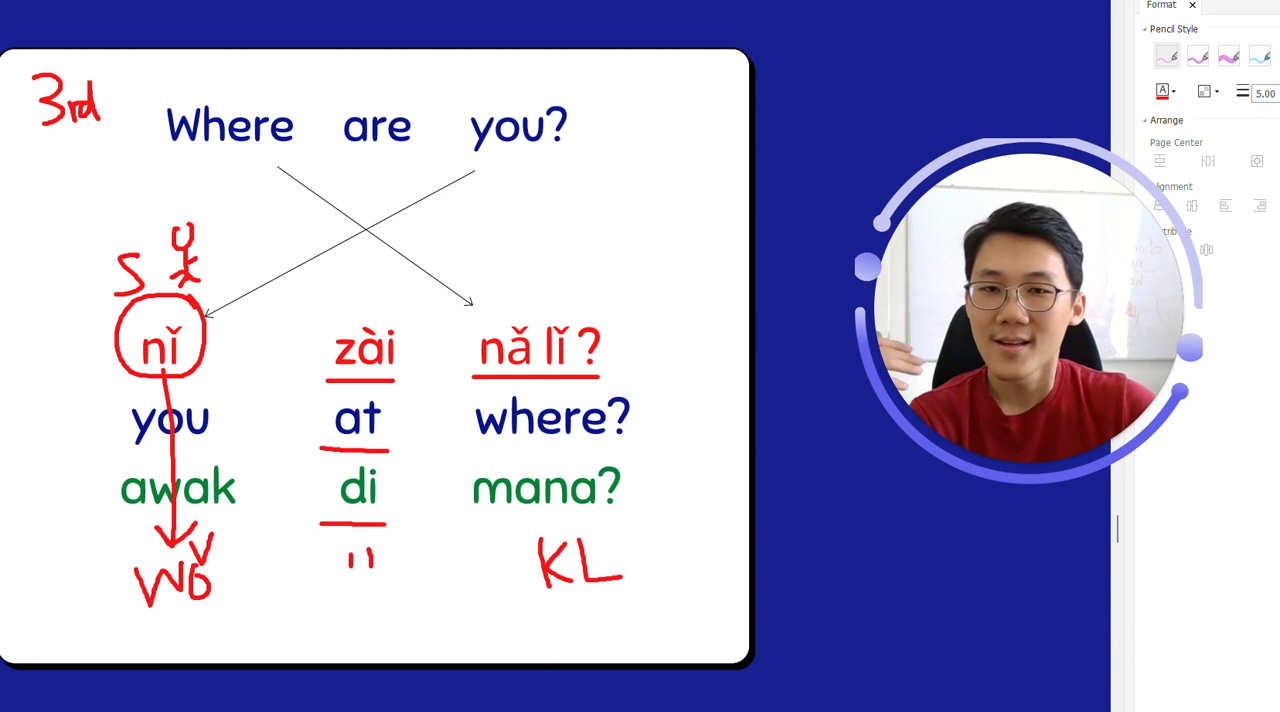 3rd
Where are you?
S
nǐ zài nǎ lǐ ?
you at where?
awak di mana?
wǒ " KL
Format
Pencil Style
A
5.00
Arrange
Page Center